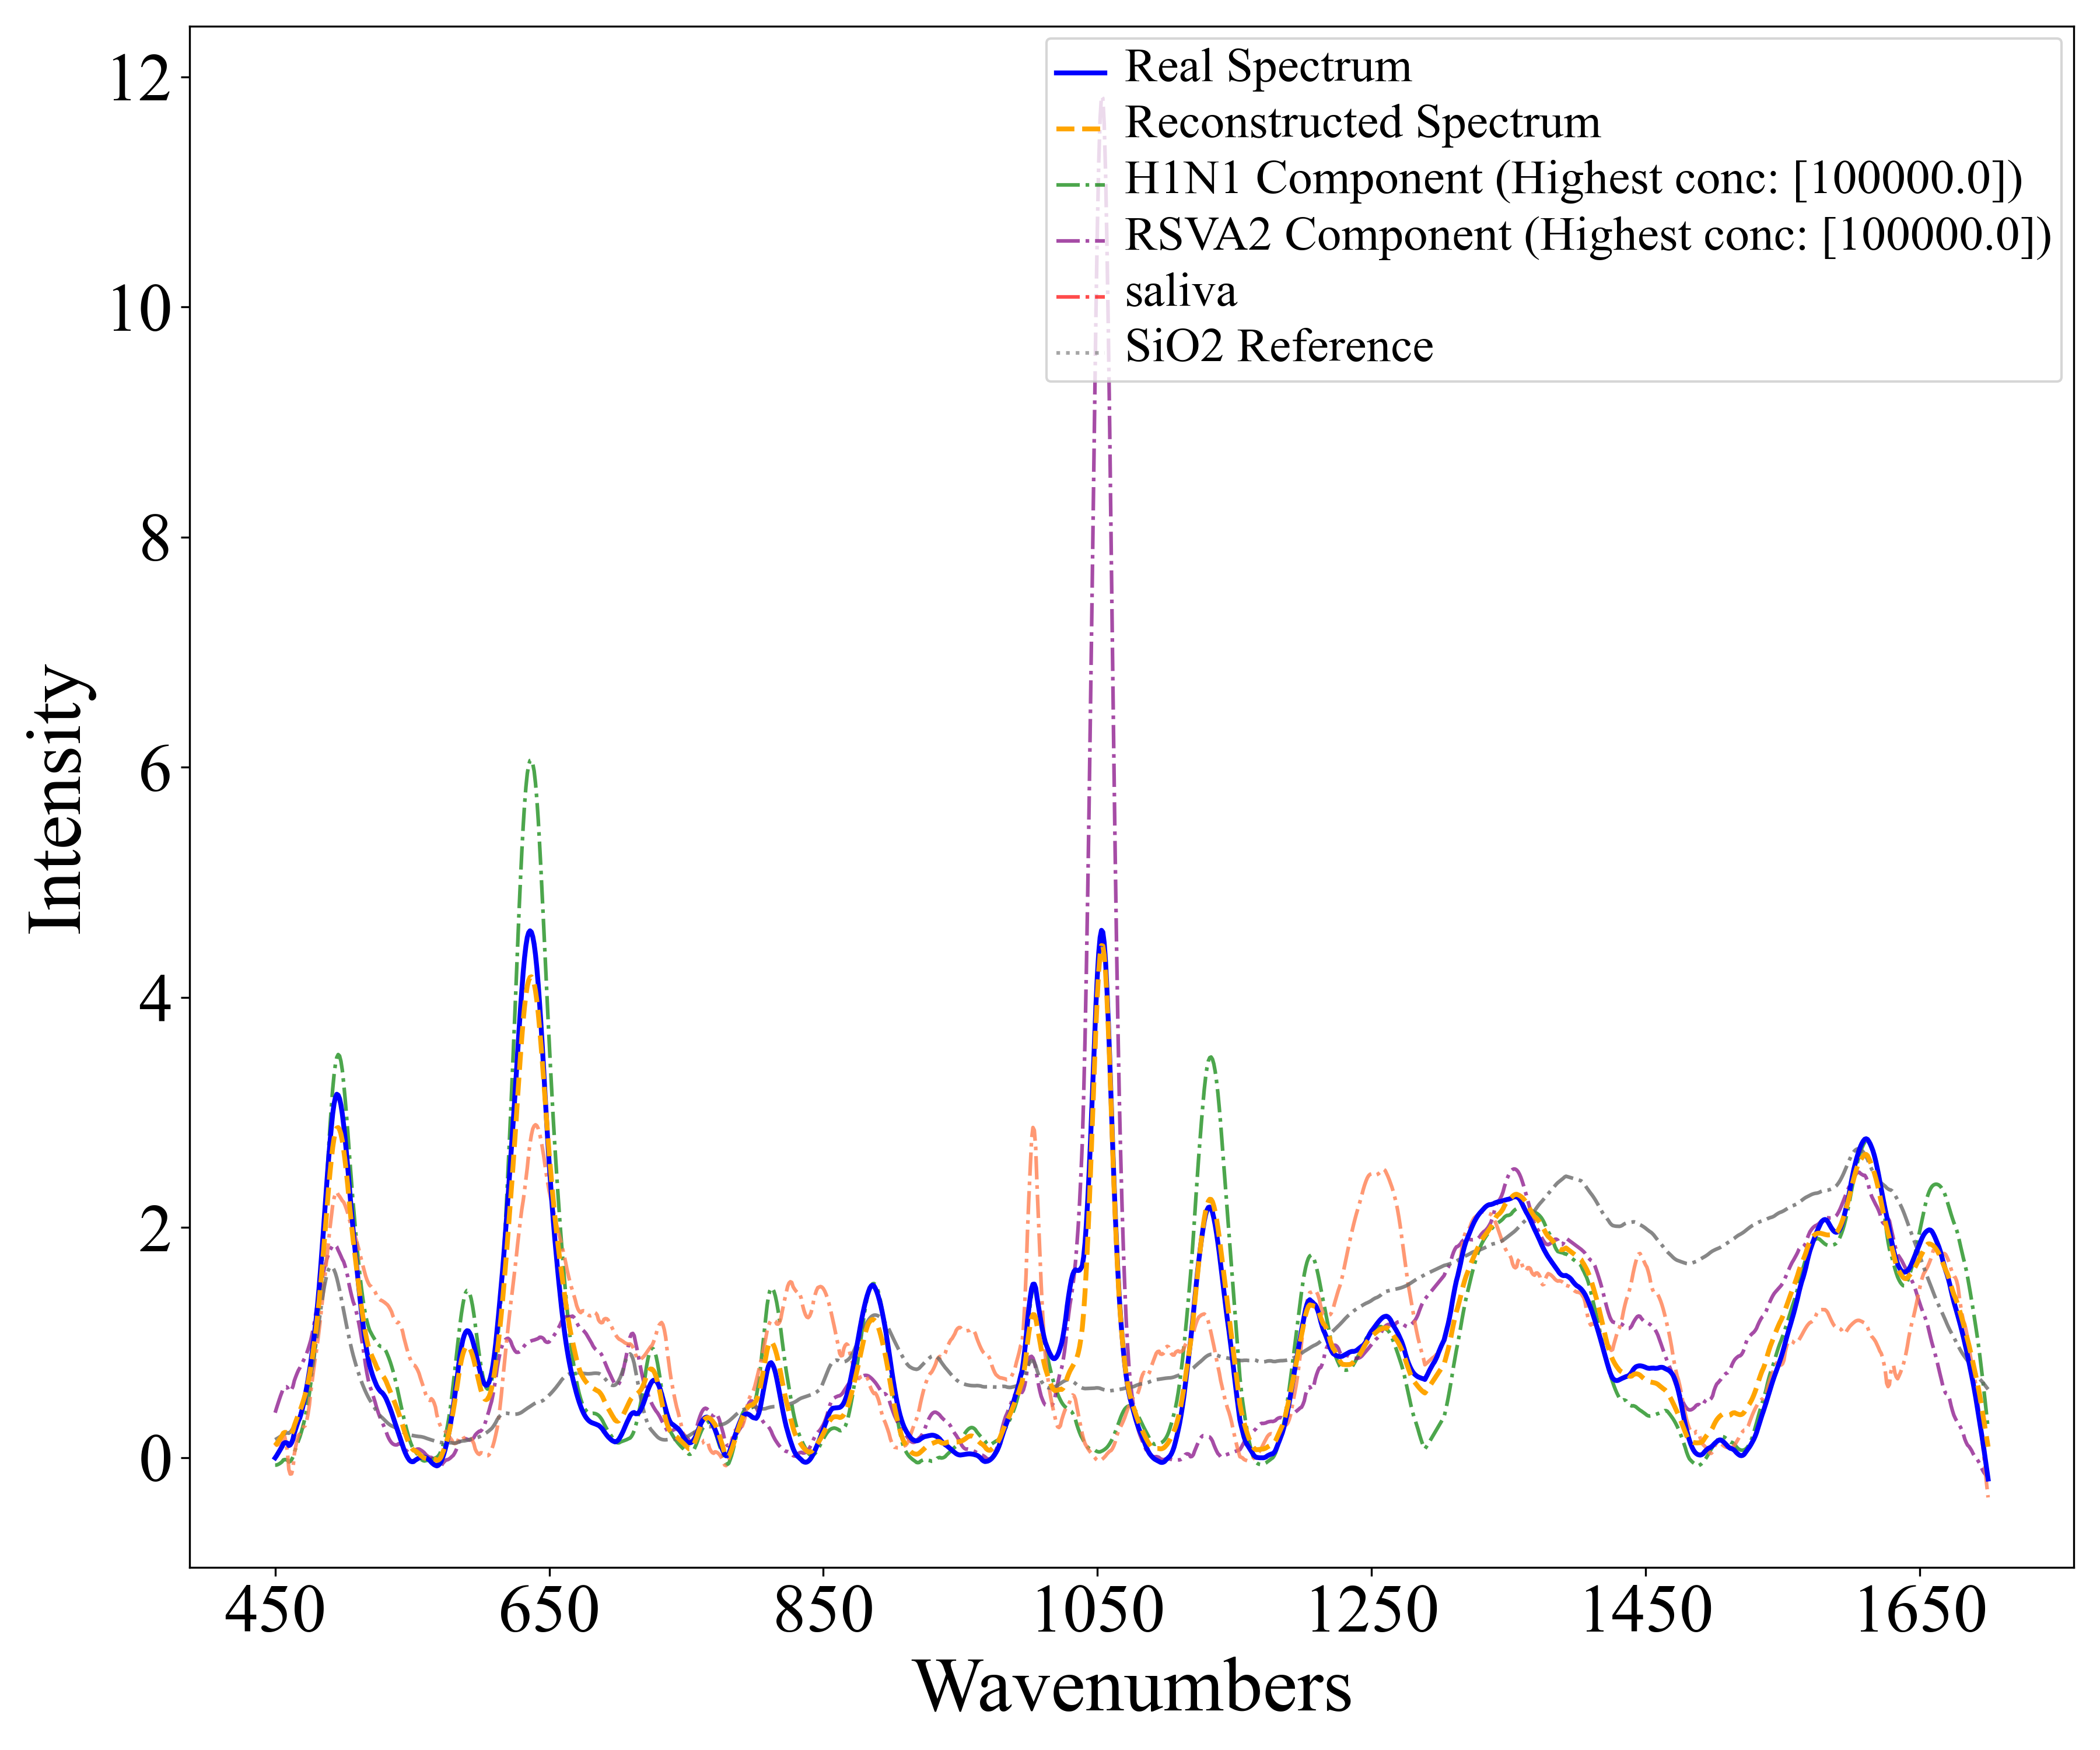 Real Spectrum
Reconstructed Spectrum
H1N1 Component (Highest conc: [100000.0])
RSVA2 Component (Highest conc: [100000.0])
saliva
SiO2 Reference
Intensity
12
10
8
6
4
2
0
450 650 850 1050 1250 1450 1650
Wavenumbers